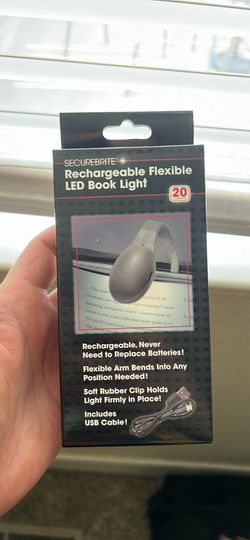 SECUREBRITE
Rechargeable Flexible
LED Book Light
20
Rechargeable, Never
Need to Replace Batteries!
Flexible Arm Bends Into Any
Position Needed!
Soft Rubber Clip Holds
Light Firmly in Place!
Includes
USB Cable!